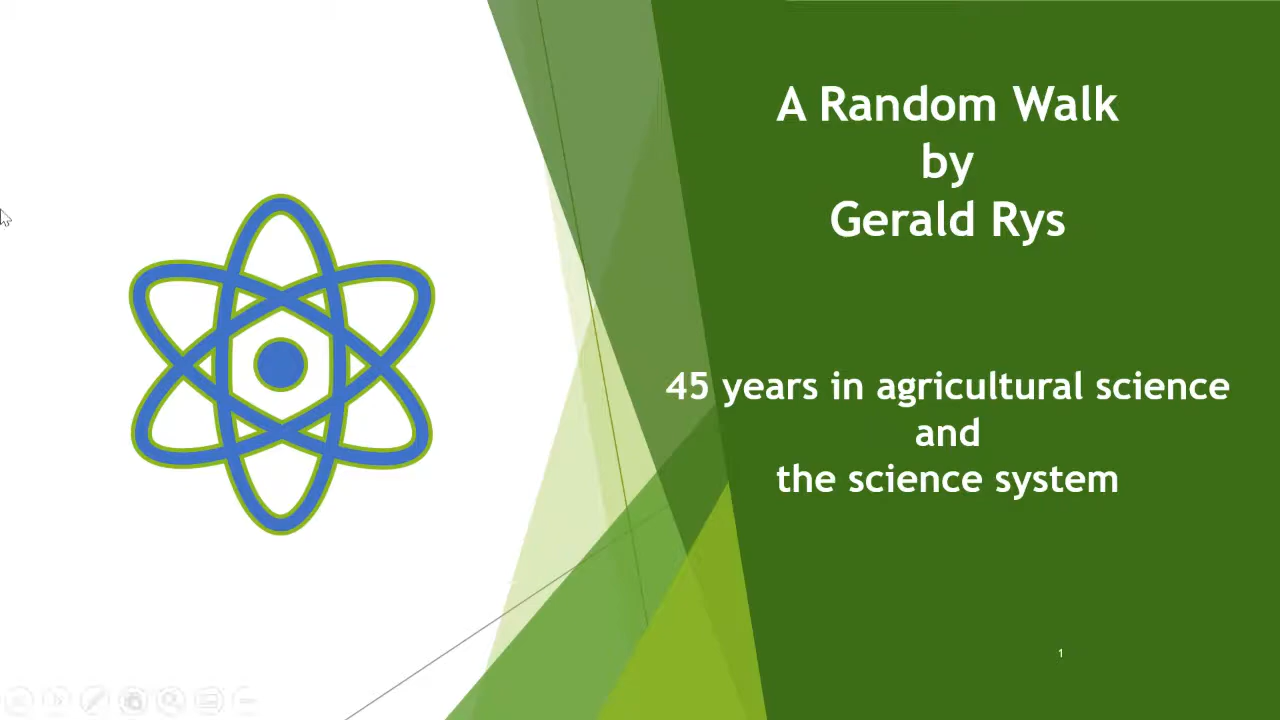 A Random Walk
by
Gerald Rys
45 years in agricultural science
and
the science system
1